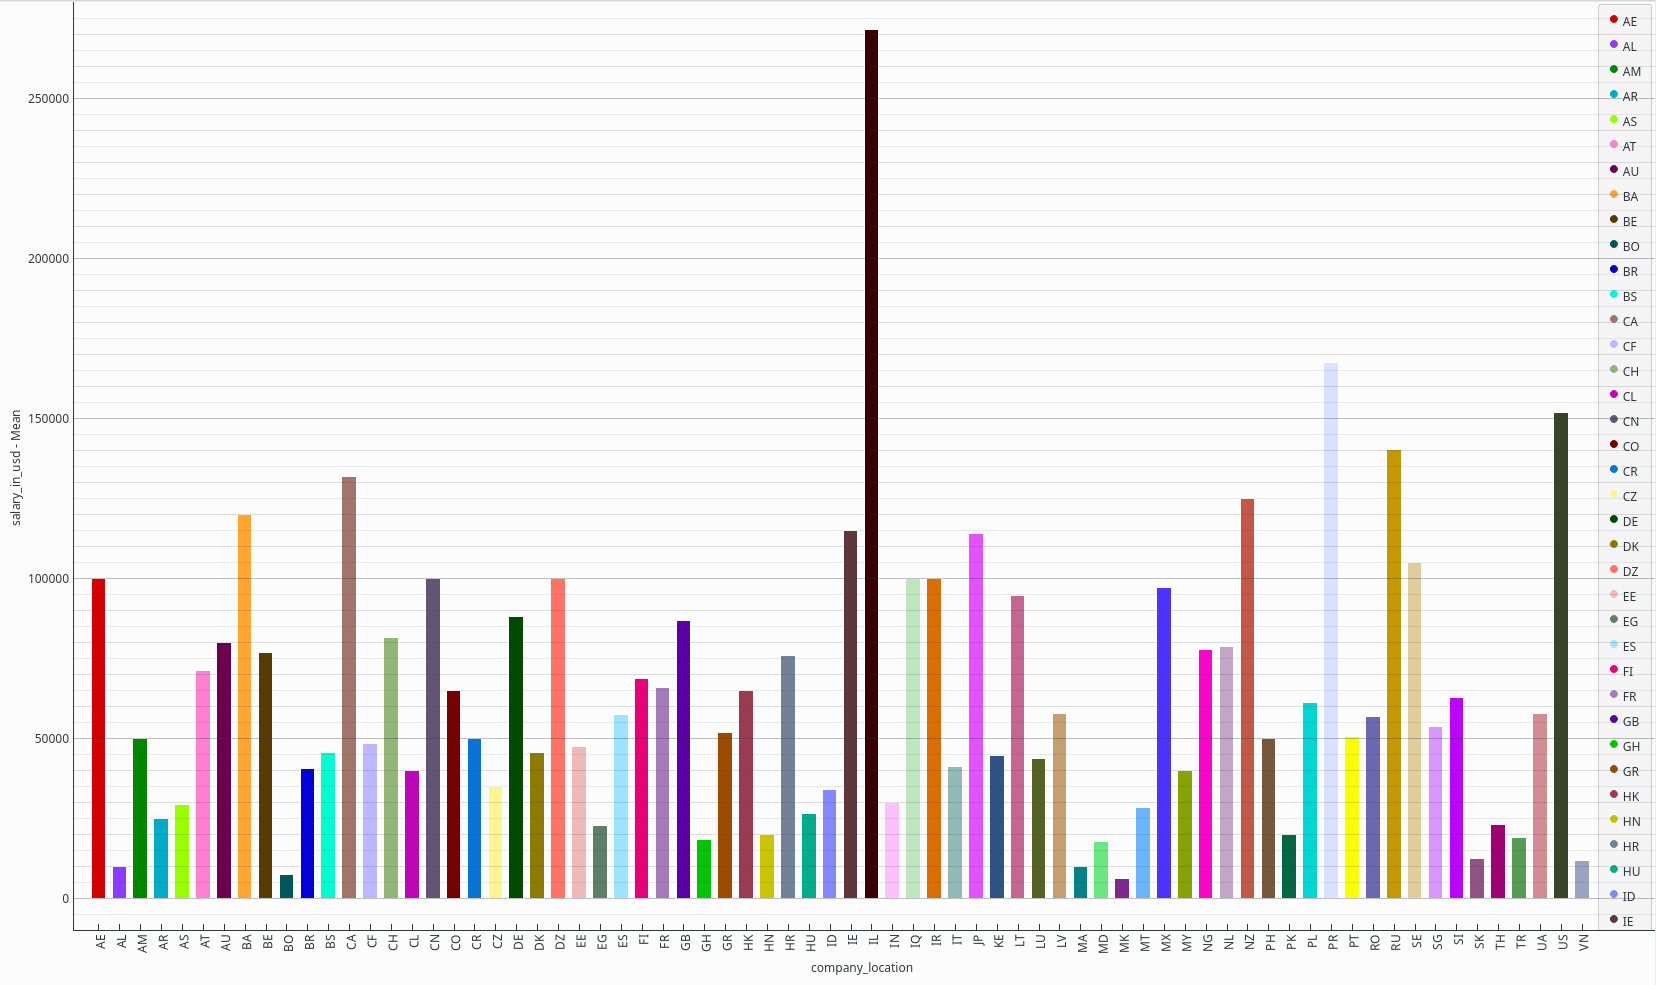 250000
200000
150000
100000
50000
0
salary_in_usd - Mean
AE AL AM AR AS AT AU BA BE BO BR BS CA CF CH CL CN CO CR CZ DE DK DZ EE EG ES FI FR GB GH GR HK HN HR HU ID IE IL IN IQ IR IT JP KE LT LU LV MA MD MK MT MX MY NG NL NZ PH PK PL PR PT RO RU SE SG SI SK TH TR UA US VN
company_location
AE
AL
AM
AR
AS
AT
AU
BA
BE
BO
BR
BS
CA
CF
CH
CL
CN
CO
CR
CZ
DE
DK
DZ
EE
EG
ES
FI
FR
GB
GH
GR
HK
HN
HR
HU
ID
IE